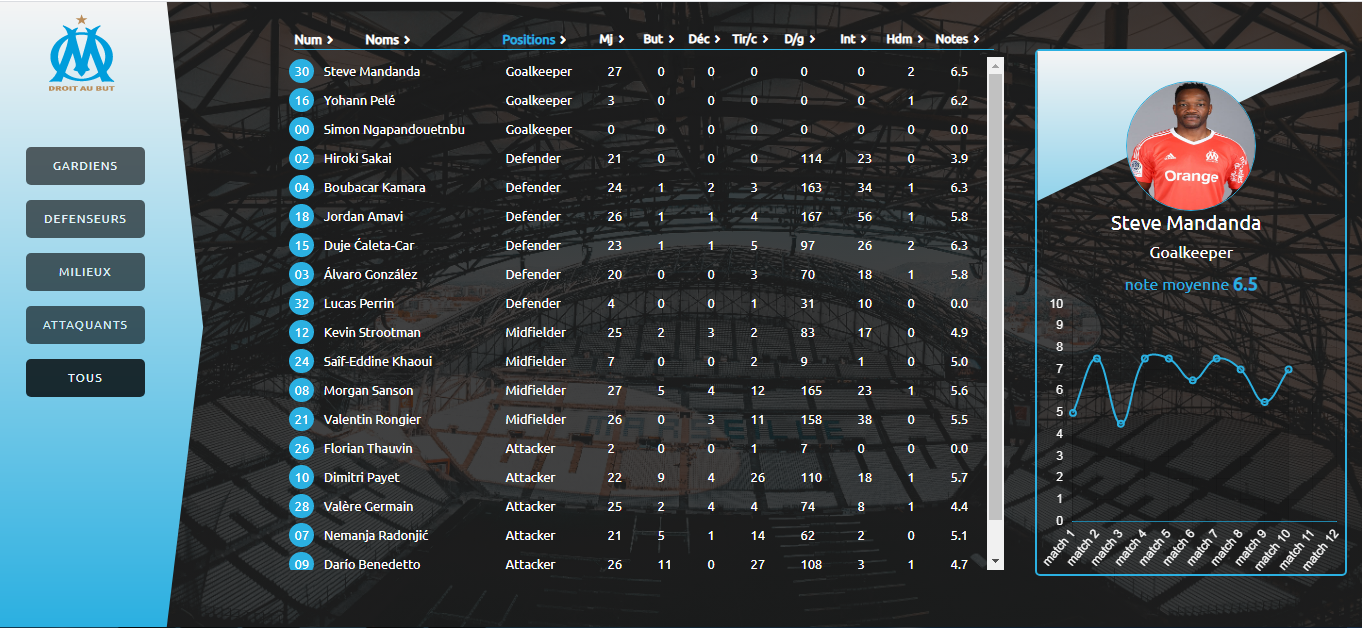 DROIT AU BUT
GARDIENS
DEFENSEURS
MILIEUX
ATTAQUANTS
TOUS
Num Noms Positions Mj But Déc Tir/c D/g Int Hdm Notes
30 Steve Mandanda Goalkeeper 27 0 0 0 0 0 2 6.5
16 Yohann Pelé Goalkeeper 3 0 0 0 0 0 1 6.2
00 Simon Ngapandouetnbu Goalkeeper 0 0 0 0 0 0 0 0.0
02 Hiroki Sakai Defender 21 0 0 0 114 23 0 3.9
04 Boubacar Kamara Defender 24 1 2 3 163 34 1 6.3
18 Jordan Amavi Defender 26 1 1 4 167 56 1 5.8
15 Duje Ćaleta-Car Defender 23 1 1 5 97 26 2 6.3
03 Álvaro González Defender 20 0 0 3 70 18 1 5.8
32 Lucas Perrin Defender 4 0 0 1 31 10 0 0.0
12 Kevin Strootman Midfielder 25 2 3 2 83 17 0 4.9
24 Saîf-Eddine Khaoui Midfielder 7 0 0 2 9 1 0 5.0
08 Morgan Sanson Midfielder 27 5 4 12 165 23 1 5.6
21 Valentin Rongier Midfielder 26 0 3 11 158 38 0 5.5
26 Florian Thauvin Attacker 2 0 0 1 7 0 0 0.0
10 Dimitri Payet Attacker 22 9 4 26 110 18 1 5.7
28 Valère Germain Attacker 25 2 4 4 74 8 1 4.4
07 Nemanja Radonjić Attacker 21 5 1 14 62 2 0 5.1
09 Darío Benedetto Attacker 26 11 0 27 108 3 1 4.7
MARSEILLE
Orange
Steve Mandanda
Goalkeeper
note moyenne 6.5
10
9
8
7
6
5
4
3
2
1
0
match 1 match 2 match 3 match 4 match 5 match 6 match 7 match 8 match 9 match 10 match 11 match 12